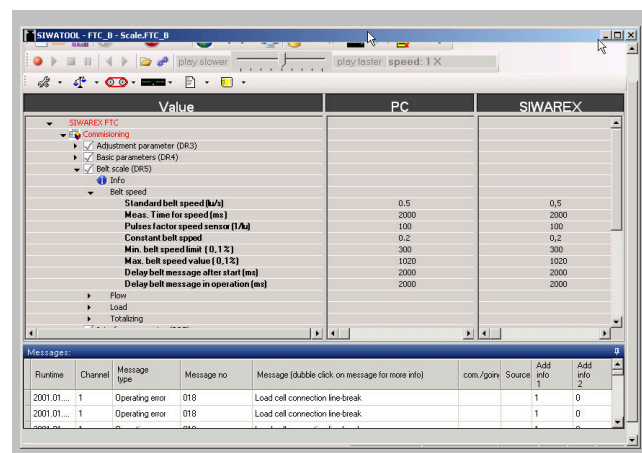 SIWATOOL - FTC_B - Scale.FTC_B
play slower play faster speed: 1 X
Value PC SIWAREX
SIWAREX FTC
Commisioning
Adjustment parameter (DR3)
Basic parameters (DR4)
Belt scale (DR5)
Info
Belt speed
Standard belt speed (lu/s) 0.5 0,5
Meas. Time for speed (ms) 2000 2000
Pulses factor speed sensor (1/lu) 100 100
Constant belt spped 0.2 0,2
Min. belt speed limit ( 0,1 % ) 300 300
Max. belt speed value ( 0,1%) 1020 1020
Delay belt message after start (ms) 2000 2000
Delay belt message in operation (ms) 2000 2000
Flow
Load
Totalizing
Messages:
Runtime Channel Message type Message no Message (dubble click on message for more info) com./going Source Add info 1 Add info 2
2001.01.... 1 Operating error 018 Load cell connection line-break. 1 0
2001.01.... 1 Operating error 018 Load cell connection line-break. 1 0